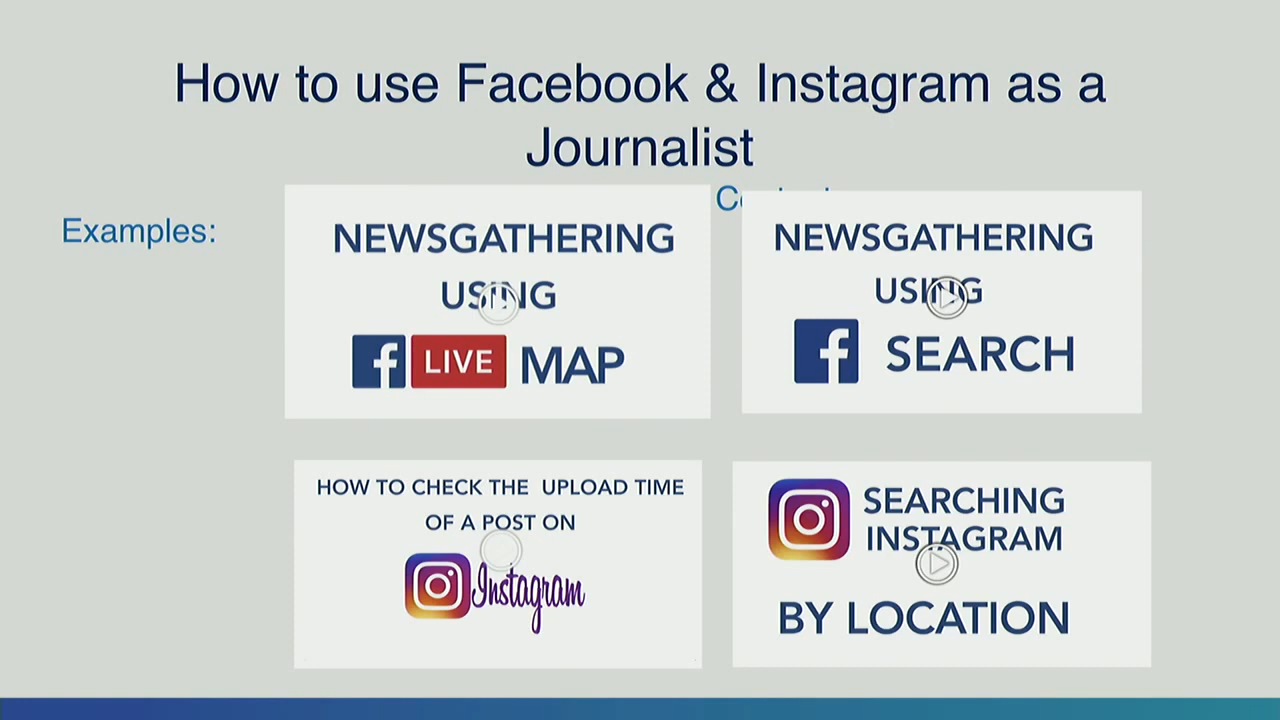 How to use Facebook & Instagram as a
Journalist
Examples:
NEWSGATHERING
USING
f LIVE MAP
NEWSGATHERING
USING
f SEARCH
HOW TO CHECK THE UPLOAD TIME
OF A POST ON
Instagram
SEARCHING
INSTAGRAM
BY LOCATION